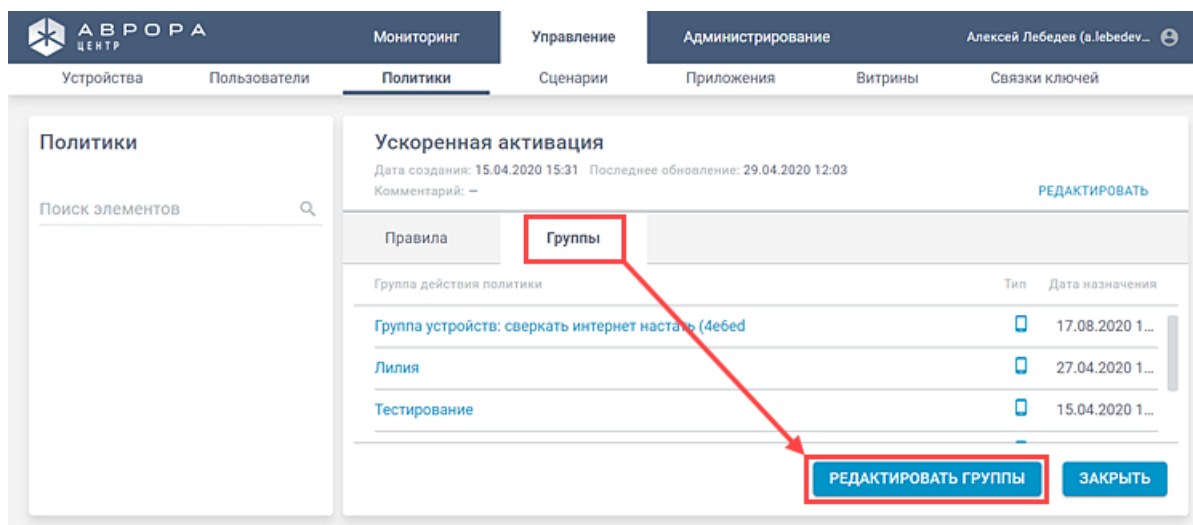 АВРОРА
ЦЕНТР
Мониторинг Управление Администрирование Алексей Лебедев (a.lebedev...
Устройства Пользователи Политики Сценарии Приложения Витрины Связки ключей
Политики
Поиск элементов
Ускоренная активация
Дата создания: 15.04.2020 15:31 Последнее обновление: 29.04.2020 12:03
Комментарий: —
РЕДАКТИРОВАТЬ
Правила Группы
Группа действия политики Тип Дата назначения
Группа устройств: сверкать интернет настать (4e6ed 17.08.2020 1...
Лилия 27.04.2020 1...
Тестирование 15.04.2020 1...
РЕДАКТИРОВАТЬ ГРУППЫ ЗАКРЫТЬ